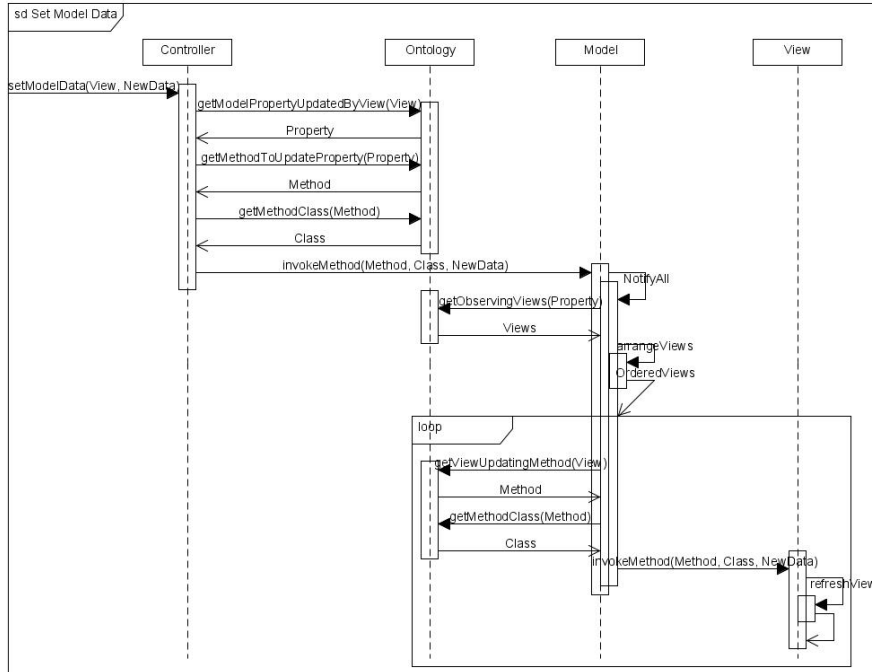 sd Set Model Data
Controller
Ontology
Model
View
setModelData(View, NewData)
getModelPropertyUpdatedByView(View)
Property
getMethodToUpdateProperty(Property)
Method
getMethodClass(Method)
Class
invokeMethod(Method, Class, NewData)
NotifyAll
getObservingViews(Property)
Views
arrangeViews
OrderedViews
loop
getViewUpdatingMethod(View)
Method
getMethodClass(Method)
Class
invokeMethod(Method, Class, NewData)
refreshView